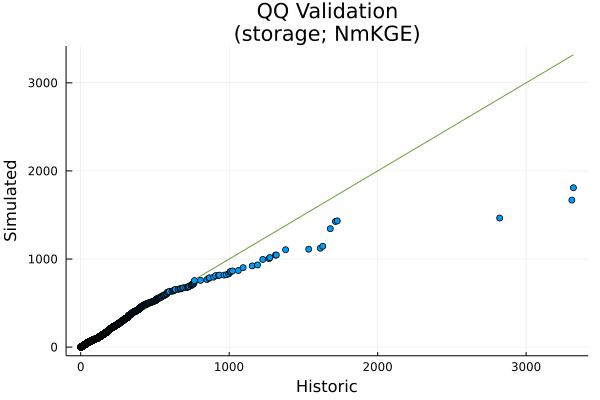 QQ Validation
(storage; NmKGE)
3000
2000
1000
0
Simulated
0 1000 2000 3000
Historic